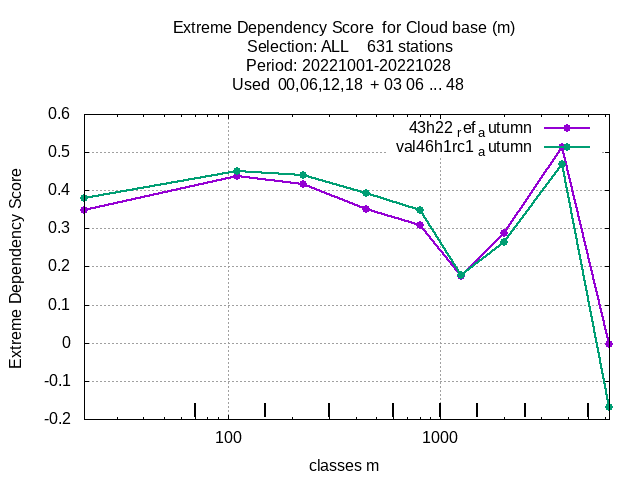 Extreme Dependency Score  for Cloud base (m)
Selection: ALL    631 stations
Period: 20221001-20221028
Used  00,06,12,18  + 03 06 ... 48
43h22 ref a utumn
val46h1rc1 a utumn
Extreme Dependency Score
0.6
0.5
0.4
0.3
0.2
0.1
0
-0.1
-0.2
100 1000
classes m